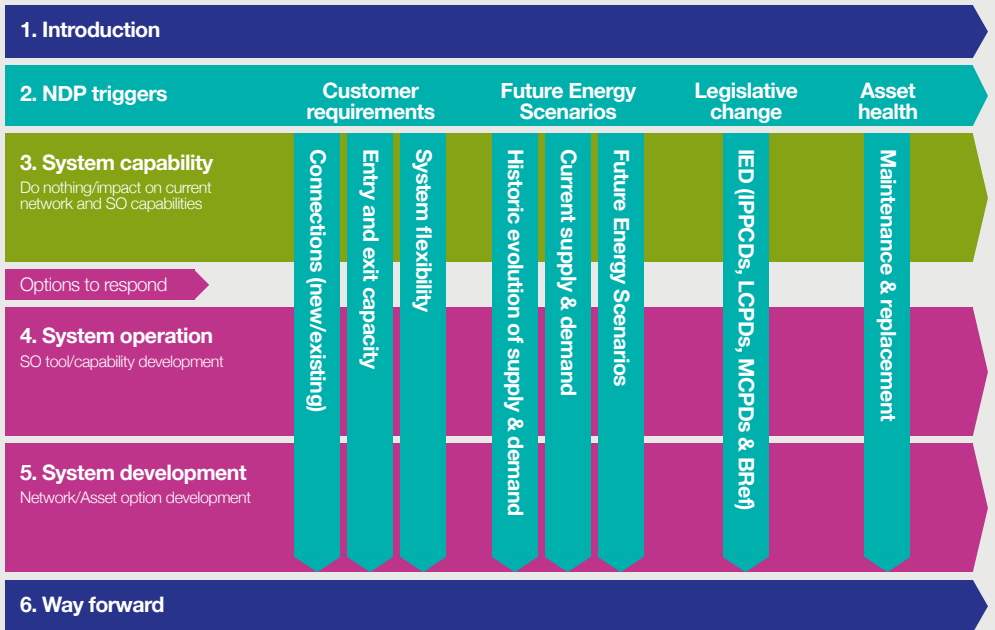 1. Introduction
2. NDP triggers
Customer
requirements
Future Energy
Scenarios
Legislative
change
Asset
health
3. System capability
Do nothing/impact on current
network and SO capabilities
Options to respond
4. System operation
SO tool/capability development
5. System development
Network/Asset option development
Connections (new/existing)
Entry and exit capacity
System flexibility
Historic evolution of supply & demand
Current supply & demand
Future Energy Scenarios
IED (IPPCDs, LCPDs, MCPDs & BRef)
Maintenance & replacement
6. Way forward